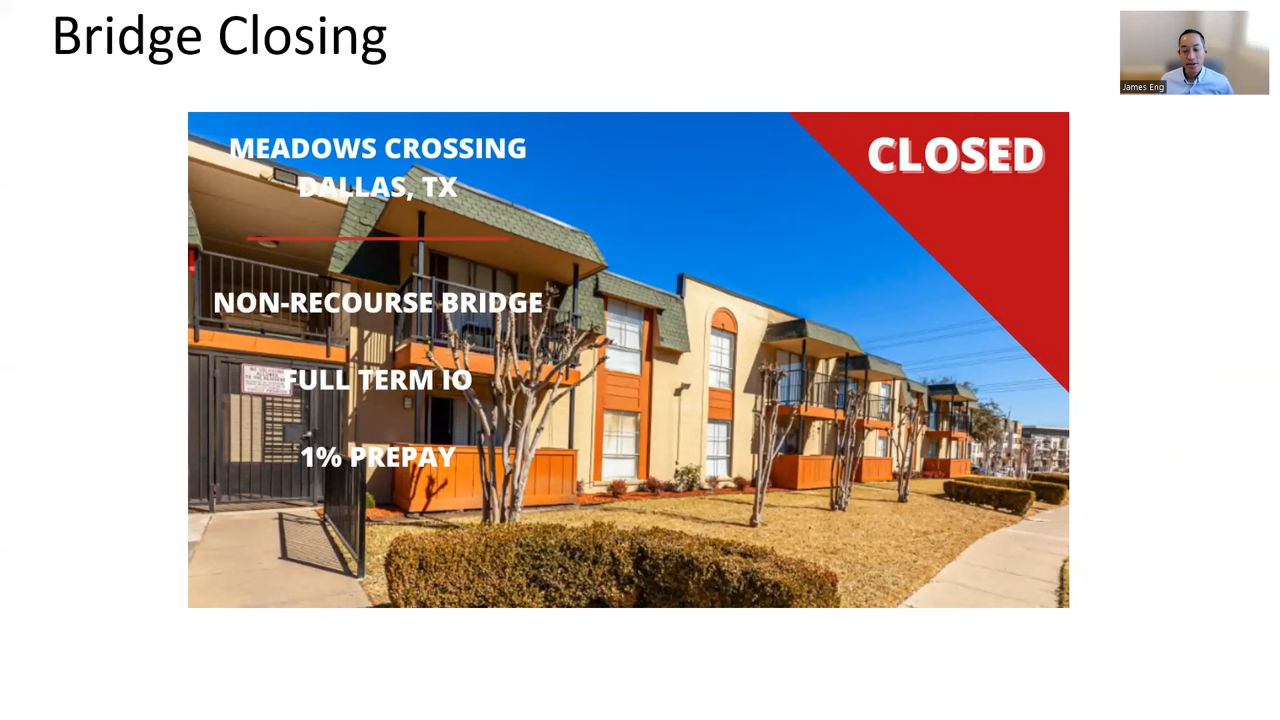 Bridge Closing
James Eng
MEADOWS CROSSING
DALLAS, TX
CLOSED
NON-RECOURSE BRIDGE
FULL TERM IO
1% PREPAY